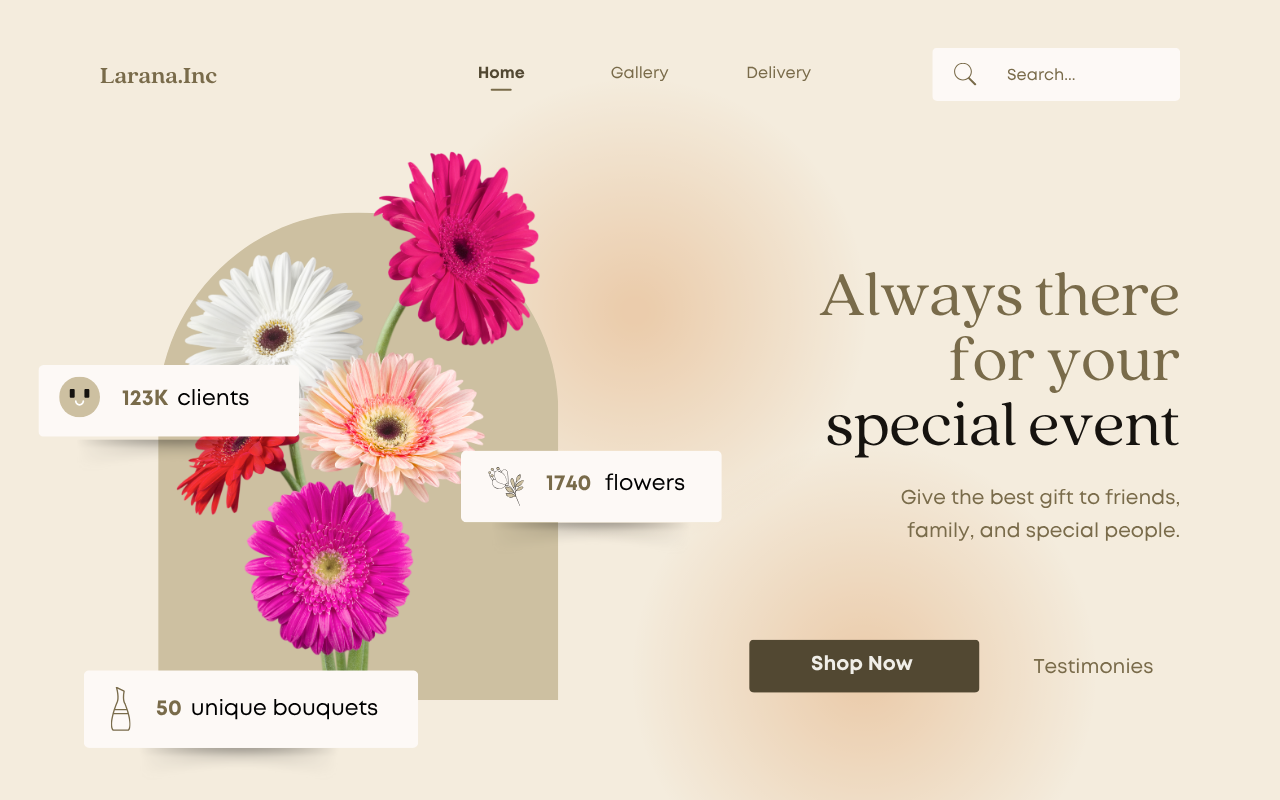 Larana.Inc
Home
Gallery
Delivery
Search...
Always there
for your
special event
Give the best gift to friends,
family, and special people.
123K clients
1740 flowers
50 unique bouquets
Shop Now
Testimonies